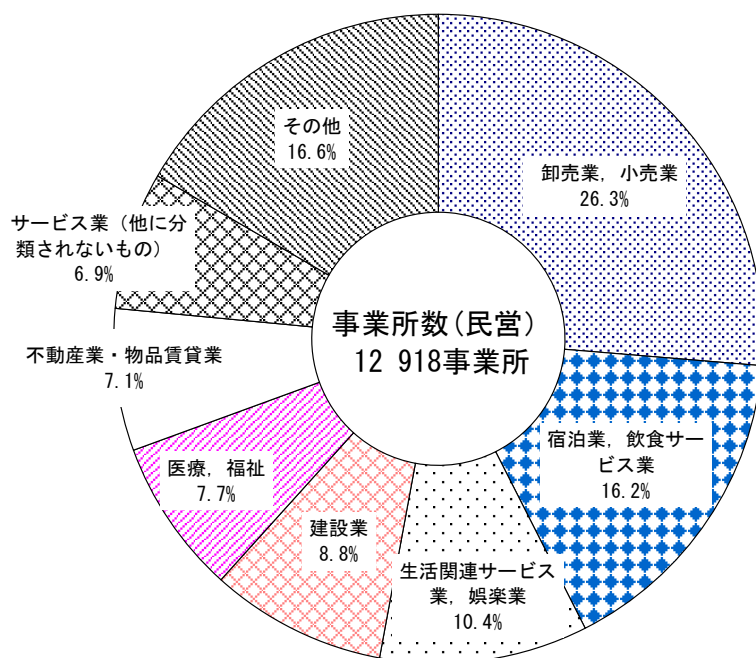 その他
16.6%
卸売業，小売業
26.3%
サービス業（他に分
類されないもの）
6.9%
事業所数(民営)
12 918事業所
不動産業・物品賃貸業
7.1%
宿泊業，飲食サー
ビス業
16.2%
医療，福祉
7.7%
建設業
8.8%
生活関連サービス
業，娯楽業
10.4%